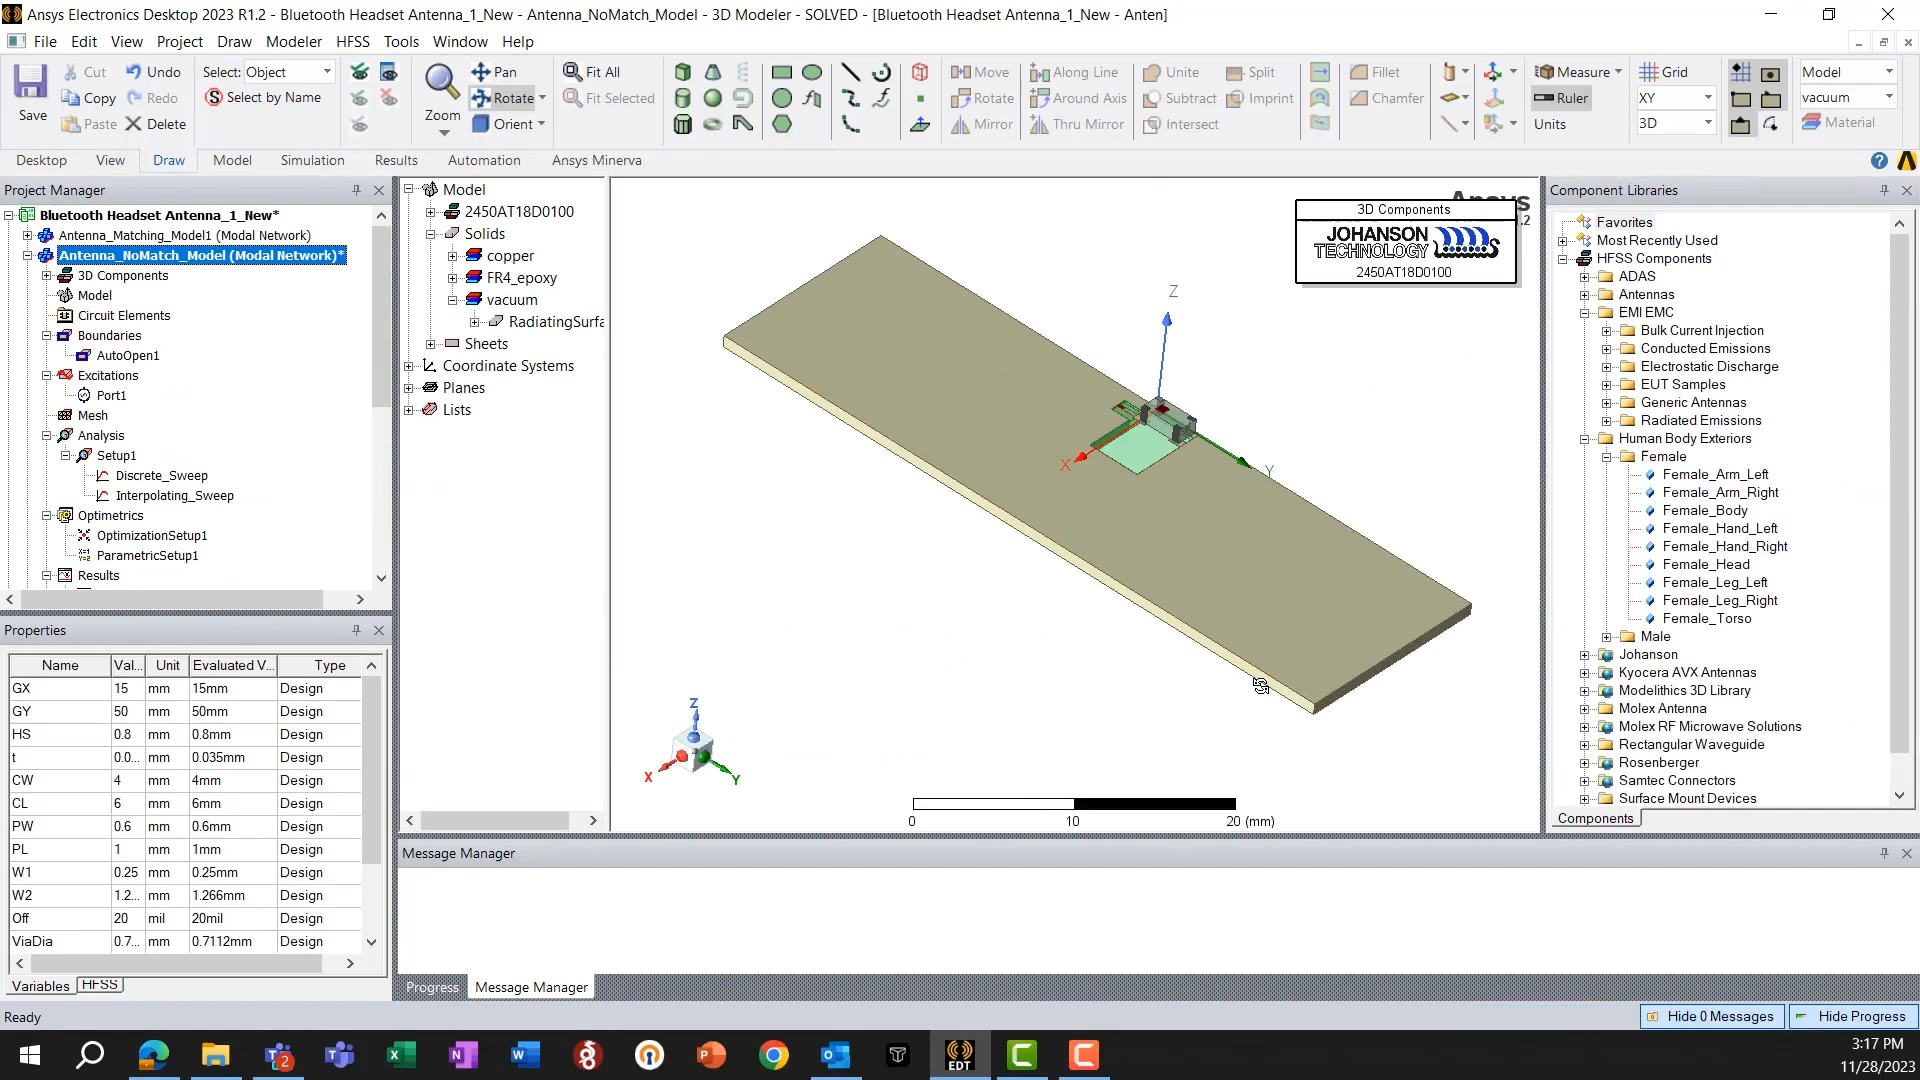 Ansys Electronics Desktop 2023 R1.2 - Bluetooth Headset Antenna_1_New - Antenna_NoMatch_Model - 3D Modeler - SOLVED - [Bluetooth Headset Antenna_1_New - Anten]
File Edit View Project Draw Modeler HFSS Tools Window Help
Save
Cut Undo
Copy Redo
Paste Delete
Select: Object
Select by Name
Zoom
Pan
Rotate
Orient
Fit All
Fit Selected
Move Along Line
Rotate Around Axis
Mirror Thru Mirror
Unite Split
Subtract Imprint
Intersect
Fillet
Chamfer
Measure
Ruler
Units
Grid
XY
3D
Model
vacuum
Material
Desktop View Draw Model Simulation Results Automation Ansys Minerva
Project Manager
Bluetooth Headset Antenna_1_New*
Antenna_Matching_Model1 (Modal Network)
Antenna_NoMatch_Model (Modal Network)*
3D Components
Model
Circuit Elements
Boundaries
AutoOpen1
Excitations
Port1
Mesh
Analysis
Setup1
Discrete_Sweep
Interpolating_Sweep
Optimetrics
OptimizationSetup1
ParametricSetup1
Results
Properties
Name Val... Unit Evaluated V... Type
GX 15 mm 15mm Design
GY 50 mm 50mm Design
HS 0.8 mm 0.8mm Design
t 0.0... mm 0.035mm Design
CW 4 mm 4mm Design
CL 6 mm 6mm Design
PW 0.6 mm 0.6mm Design
PL 1 mm 1mm Design
W1 0.25 mm 0.25mm Design
W2 1.2... mm 1.266mm Design
Off 20 mil 20mil Design
ViaDia 0.7... mm 0.7112mm Design
Variables HFSS
Model
2450AT18D0100
Solids
copper
FR4_epoxy
vacuum
RadiatingSurfa
Sheets
Coordinate Systems
Planes
Lists
Ansys
.2
3D Components
JOHANSON
TECHNOLOGY
2450AT18D0100
Z
X
Y
Z
X
Y
0 10 20 (mm)
Component Libraries
Favorites
Most Recently Used
HFSS Components
ADAS
Antennas
EMI EMC
Bulk Current Injection
Conducted Emissions
Electrostatic Discharge
EUT Samples
Generic Antennas
Radiated Emissions
Human Body Exteriors
Female
Female_Arm_Left
Female_Arm_Right
Female_Body
Female_Hand_Left
Female_Hand_Right
Female_Head
Female_Leg_Left
Female_Leg_Right
Female_Torso
Male
Johanson
Kyocera AVX Antennas
Modelithics 3D Library
Molex Antenna
Molex RF Microwave Solutions
Rectangular Waveguide
Rosenberger
Samtec Connectors
Surface Mount Devices
Components
Message Manager
Progress Message Manager
Ready
Hide 0 Messages Hide Progress
2
EDT
3:17 PM
11/28/2023